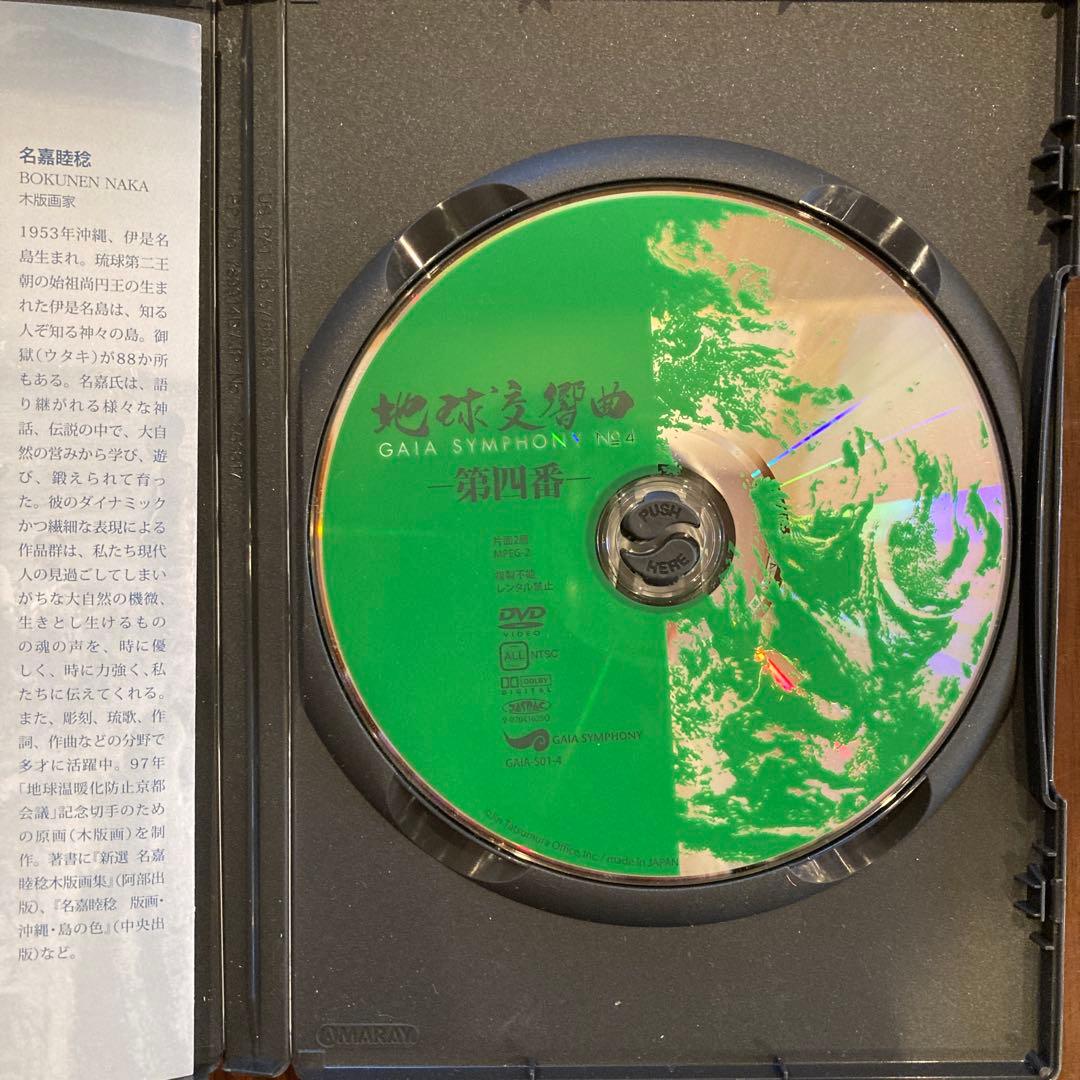 名嘉睦稔
BOKUNEN NAKA
木版画家
1953年沖縄、伊是名
島生まれ。琉球第二王
朝の始祖尚円王の生ま
れた伊是名島は、知る
人ぞ知る神々の島。御
獄(ウタキ)が88か所
もある。名嘉氏は、語
り継がれる様々な神
話、伝説の中で、大自
然の営みから学び、遊
び、鍛えられて育っ
た。彼のダイナミック
かつ繊細な表現による
作品群は、私たち現代
人の見過ごしてしまい
がちな大自然の機微、
生きとし生けるもの
の魂の声を、時に優
しく、時に力強く、私
たちに伝えてくれる。
また、彫刻、琉歌、作
詞、作曲などの分野で
多才に活躍中。97年
「地球温暖化防止京都
会議」記念切手のため
の原画(木版画)を制
作。著書に『新選 名嘉
睦稔木版画集』(阿部出
版)、『名嘉睦稔 版画・
沖縄・島の色』(中央出
版)など。
地球交響曲
GAIA SYMPHONY №4
—第四番—
片面2層
MPEG-2
複製不能
レンタル禁止
DVD
VIDEO
ALL NTSC
DOLBY
DIGITAL
JASRAC
GAIA SYMPHONY
GAIA-S01-4
©Jin Tatsumura Office, Inc. / made in JAPAN
PUSH
HERE
AMARAY